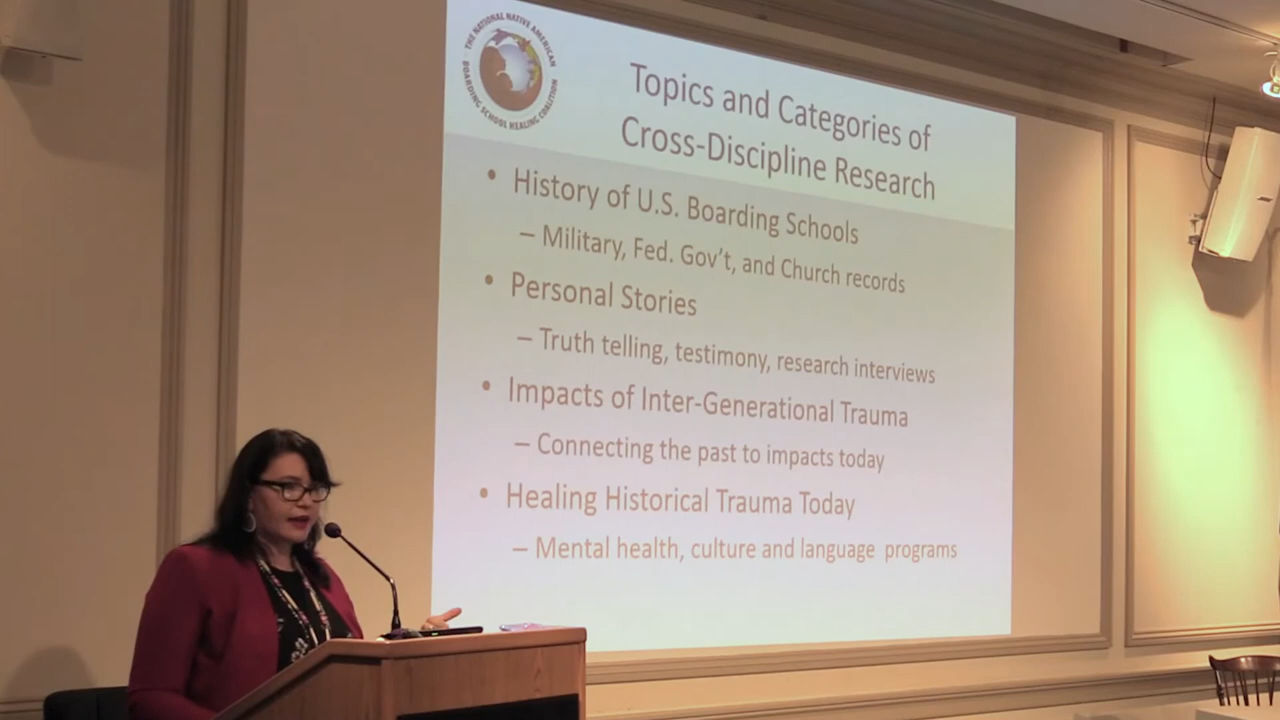 THE NATIONAL NATIVE AMERICAN
BOARDING SCHOOL HEALING COALITION
Topics and Categories of
Cross-Discipline Research
• History of U.S. Boarding Schools
– Military, Fed. Gov't, and Church records
• Personal Stories
– Truth telling, testimony, research interviews
• Impacts of Inter-Generational Trauma
– Connecting the past to impacts today
• Healing Historical Trauma Today
– Mental health, culture and language programs